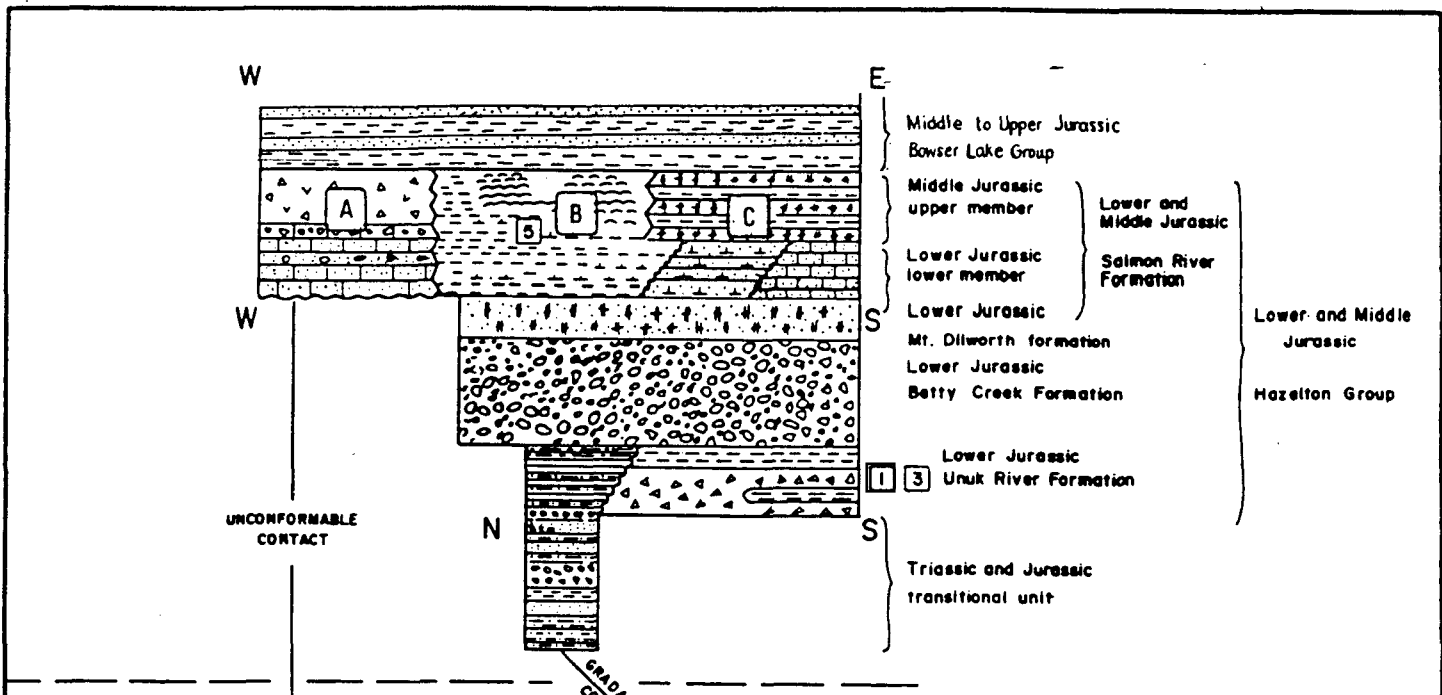 W
E
Middle to Upper Jurassic
Bowser Lake Group
A
B
C
5
Middle Jurassic
upper member
Lower and
Middle Jurassic
Lower Jurassic
lower member
Salmon River
Formation
W
S
Lower Jurassic
Mt. Dilworth formation
Lower Jurassic
Betty Creek Formation
Lower and Middle
Jurassic
Hazelton Group
Lower Jurassic
1 3 Unuk River Formation
UNCONFORMABLE
CONTACT
N
S
Triassic and Jurassic
transitional unit